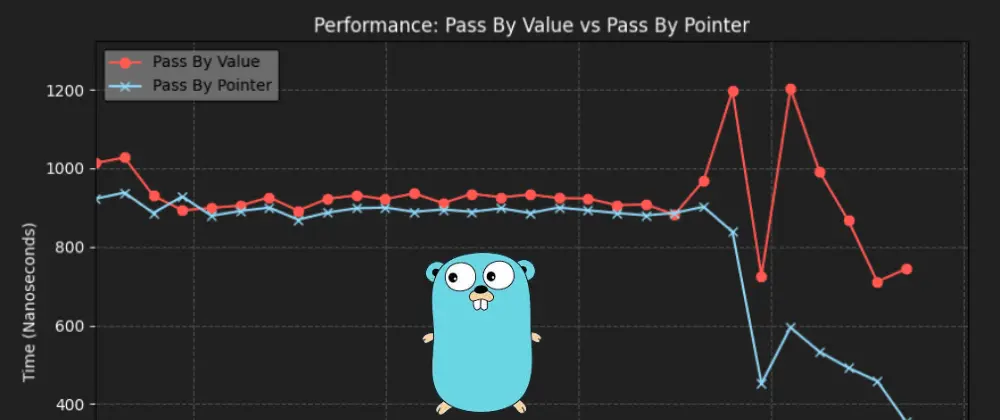 Performance: Pass By Value vs Pass By Pointer
Pass By Value
Pass By Pointer
1200
1000
800
600
400
Time (Nanoseconds)